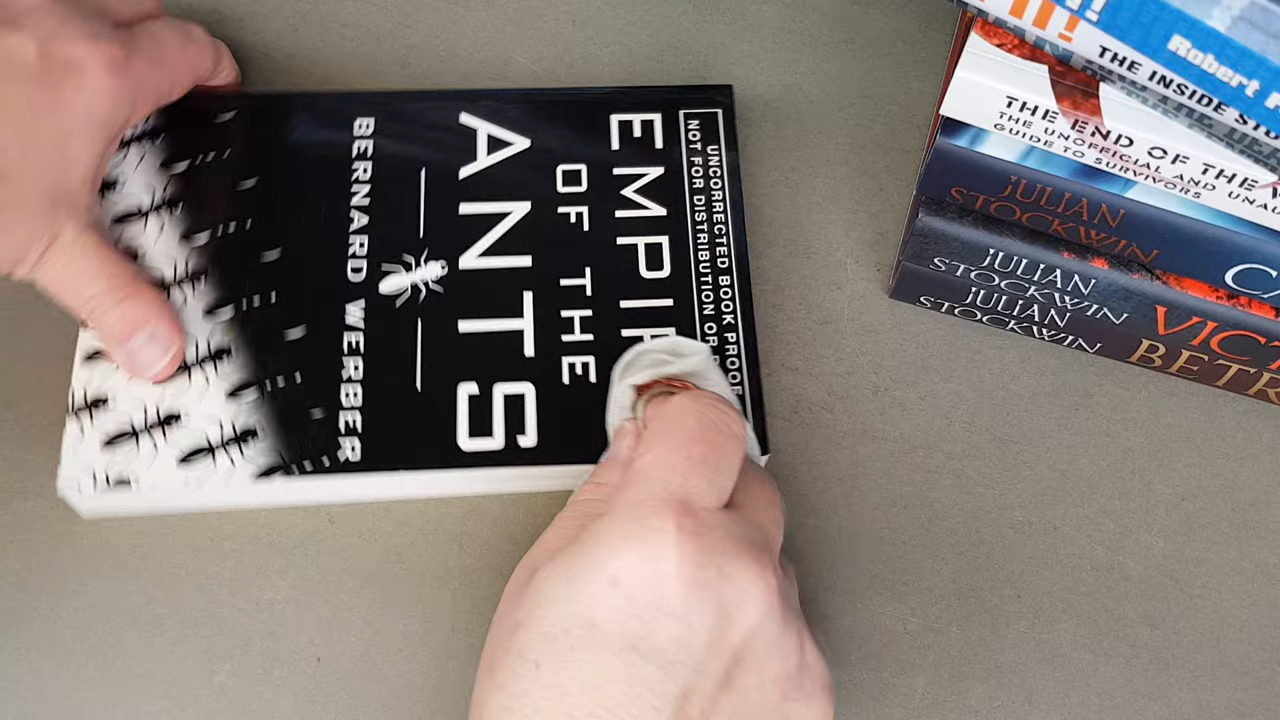 UNCORRECTED BOOK PROOF
NOT FOR DISTRIBUTION OR
EMPIR
OF THE
ANTS
BERNARD WERBER
Robert
THE INSIDE
THE END OF THE
THE UNOFFICIAL AND
GUIDE TO SURVIVORS
JULIAN
STOCKWIN
JULIAN
STOCKWIN
VICT
JULIAN
STOCKWIN
BETR